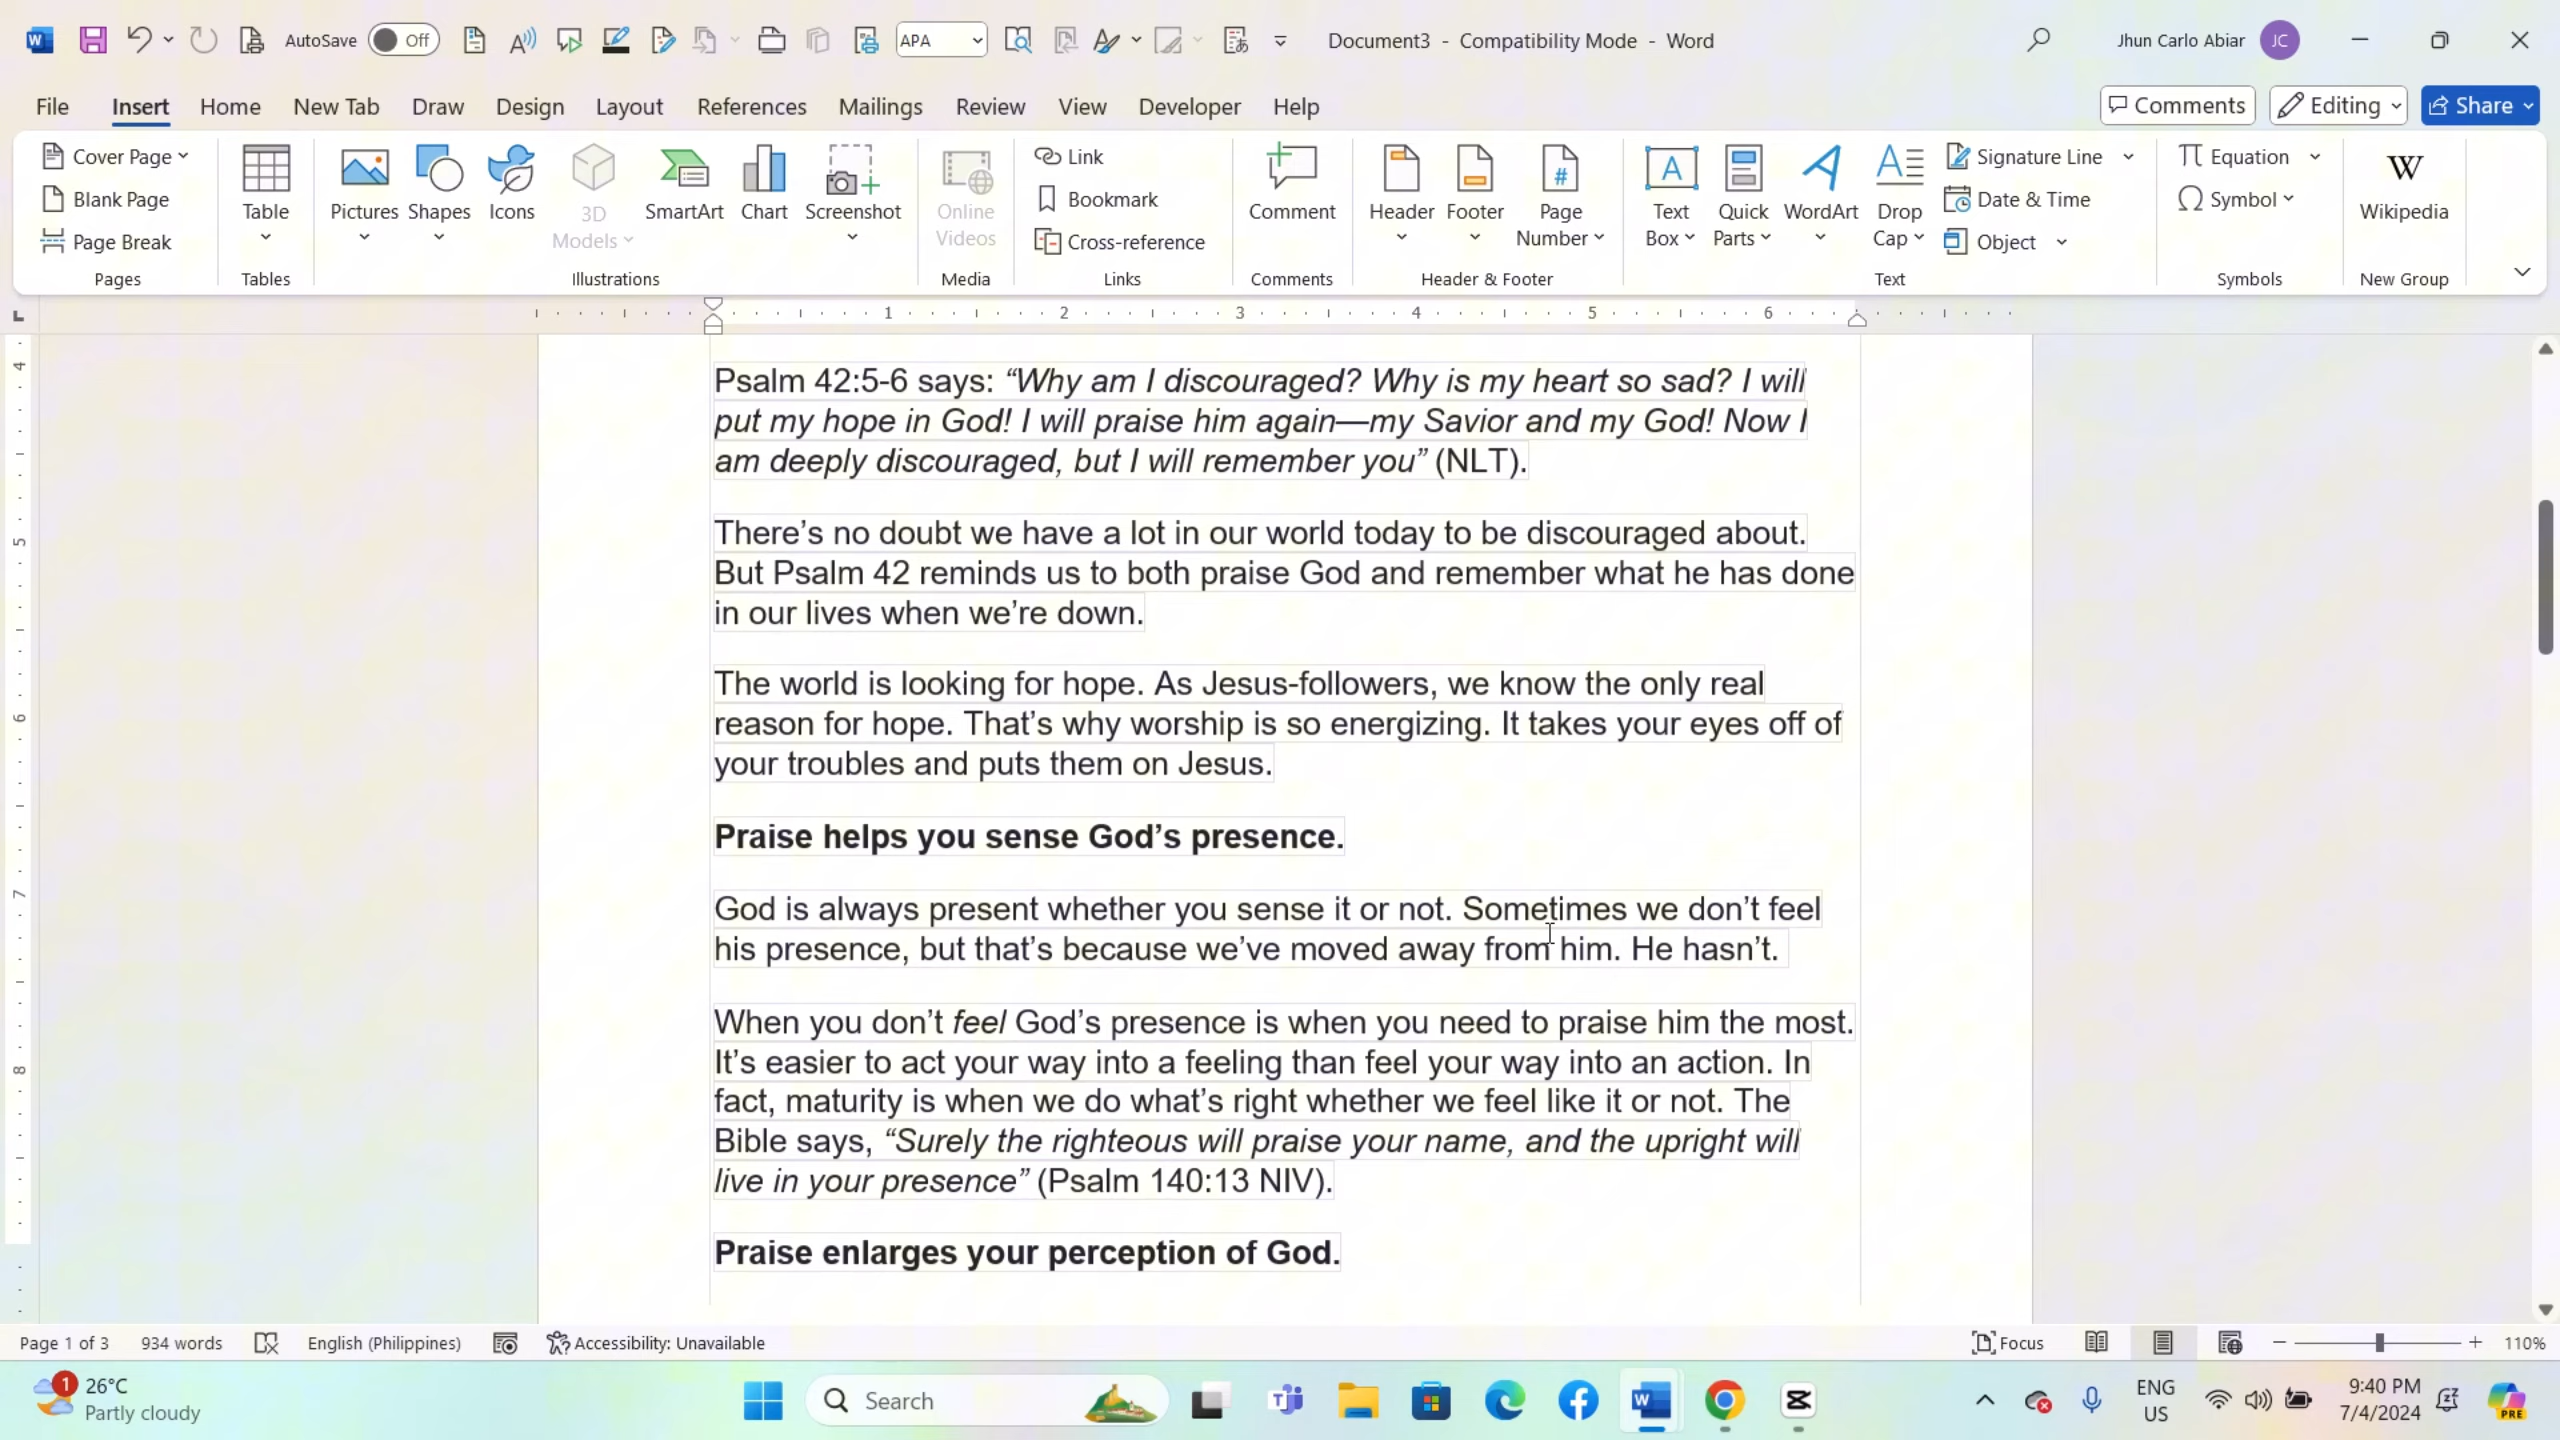 AutoSave Off APA Document3 - Compatibility Mode - Word Jhun Carlo Abiar JC
File Insert Home New Tab Draw Design Layout References Mailings Review View Developer Help Comments Editing Share
Cover Page
Blank Page
Page Break
Pages
Table
Tables
Pictures Shapes Icons 3D Models SmartArt Chart Screenshot
Illustrations
Online Videos
Media
Link
Bookmark
Cross-reference
Links
Comment
Comments
Header Footer Page Number
Header & Footer
Text Box Quick Parts WordArt Drop Cap
Signature Line
Date & Time
Object
Text
Equation
Symbol
Symbols
W
Wikipedia
New Group
1 2 3 4 5 6
4
5
6
7
8
Psalm 42:5-6 says: “Why am I discouraged? Why is my heart so sad? I will
put my hope in God! I will praise him again—my Savior and my God! Now I
am deeply discouraged, but I will remember you” (NLT).
There’s no doubt we have a lot in our world today to be discouraged about.
But Psalm 42 reminds us to both praise God and remember what he has done
in our lives when we’re down.
The world is looking for hope. As Jesus-followers, we know the only real
reason for hope. That’s why worship is so energizing. It takes your eyes off of
your troubles and puts them on Jesus.
Praise helps you sense God’s presence.
God is always present whether you sense it or not. Sometimes we don’t feel
his presence, but that’s because we’ve moved away from him. He hasn’t.
When you don’t feel God’s presence is when you need to praise him the most.
It’s easier to act your way into a feeling than feel your way into an action. In
fact, maturity is when we do what’s right whether we feel like it or not. The
Bible says, “Surely the righteous will praise your name, and the upright will
live in your presence” (Psalm 140:13 NIV).
Praise enlarges your perception of God.
Page 1 of 3 934 words English (Philippines) Accessibility: Unavailable Focus 110%
1 26°C
Partly cloudy
Search
ENG
US
9:40 PM
7/4/2024
PRE